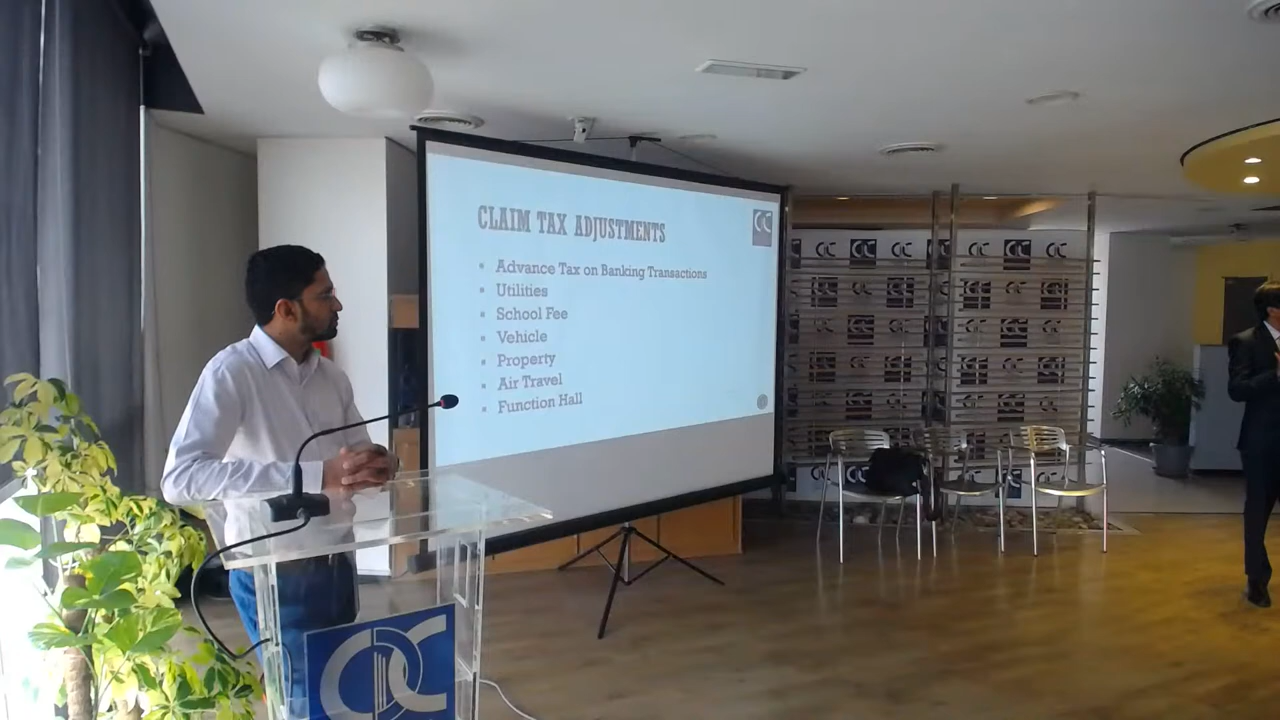 CLAIM TAX ADJUSTMENTS
Advance Tax on Banking Transactions
Utilities
School Fee
Vehicle
Property
Air Travel
Function Hall